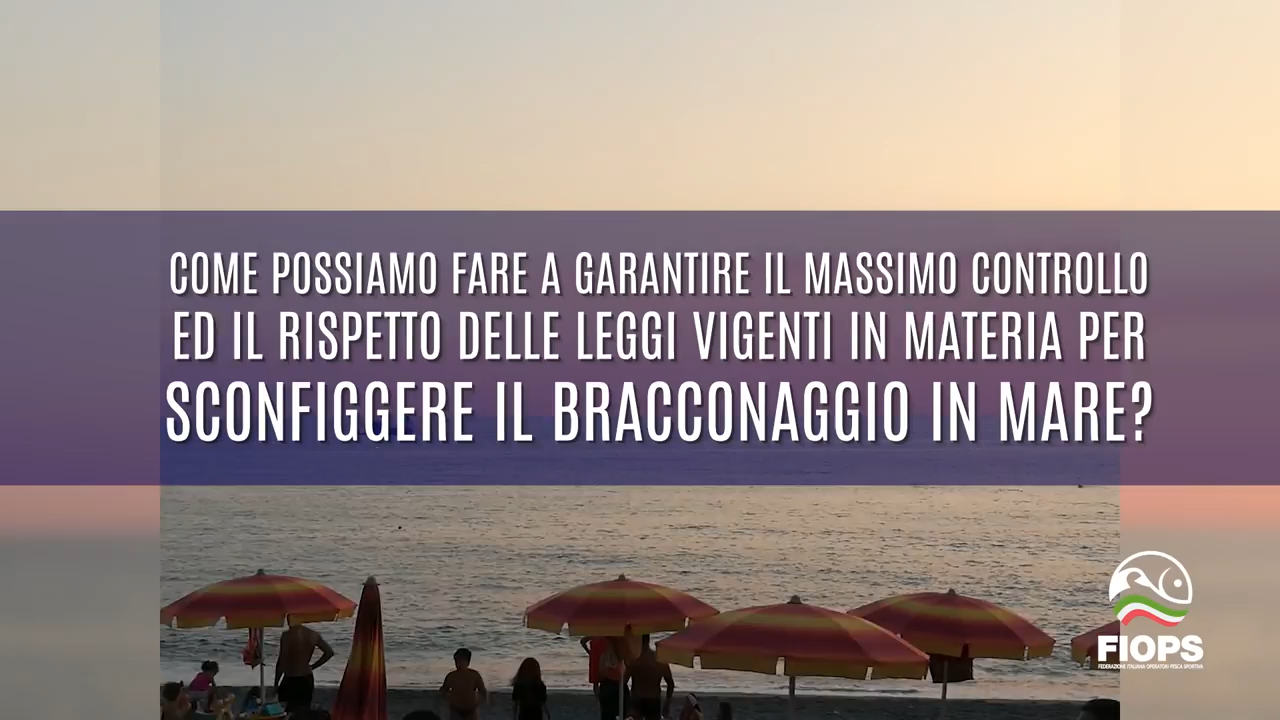 COME POSSIAMO FARE A GARANTIRE IL MASSIMO CONTROLLO
ED IL RISPETTO DELLE LEGGI VIGENTI IN MATERIA PER
SCONFIGGERE IL BRACCONAGGIO IN MARE?
FIOPS
FEDERAZIONE ITALIANA OPERATORI PESCA SPORTIVA